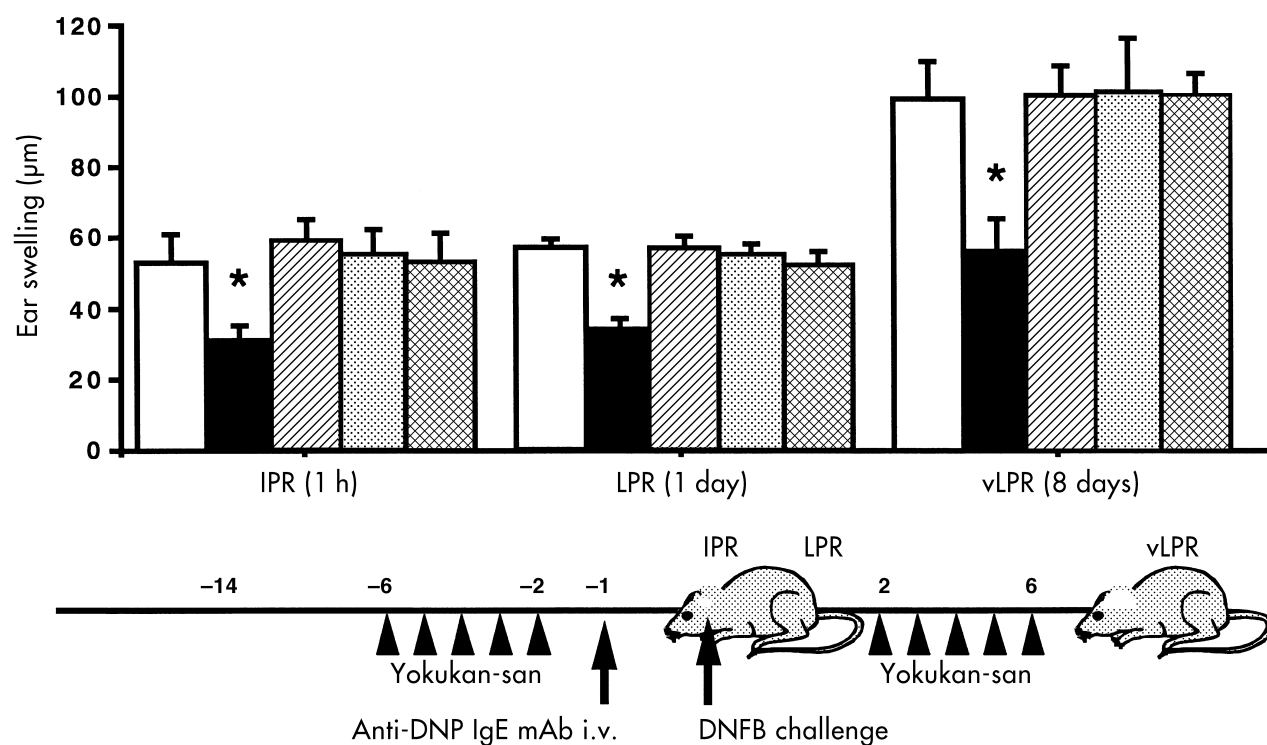 120
100
80
60
40
20
0
Ear swelling (µm)
*
*
*
IPR (1 h)
LPR (1 day)
vLPR (8 days)
IPR
LPR
vLPR
–14
–6
–2
–1
2
6
Yokukan-san
Yokukan-san
Anti-DNP IgE mAb i.v.
DNFB challenge